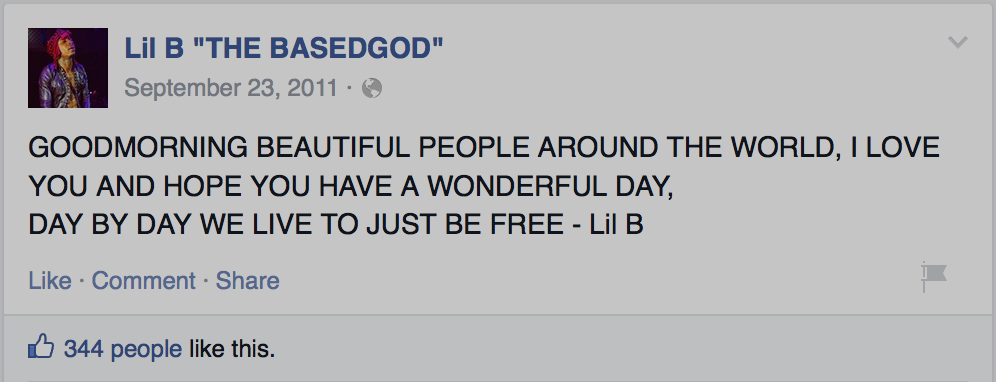 Lil B "THE BASEDGOD"
September 23, 2011 ·
GOODMORNING BEAUTIFUL PEOPLE AROUND THE WORLD, I LOVE
YOU AND HOPE YOU HAVE A WONDERFUL DAY,
DAY BY DAY WE LIVE TO JUST BE FREE - Lil B
Like · Comment · Share
344 people like this.